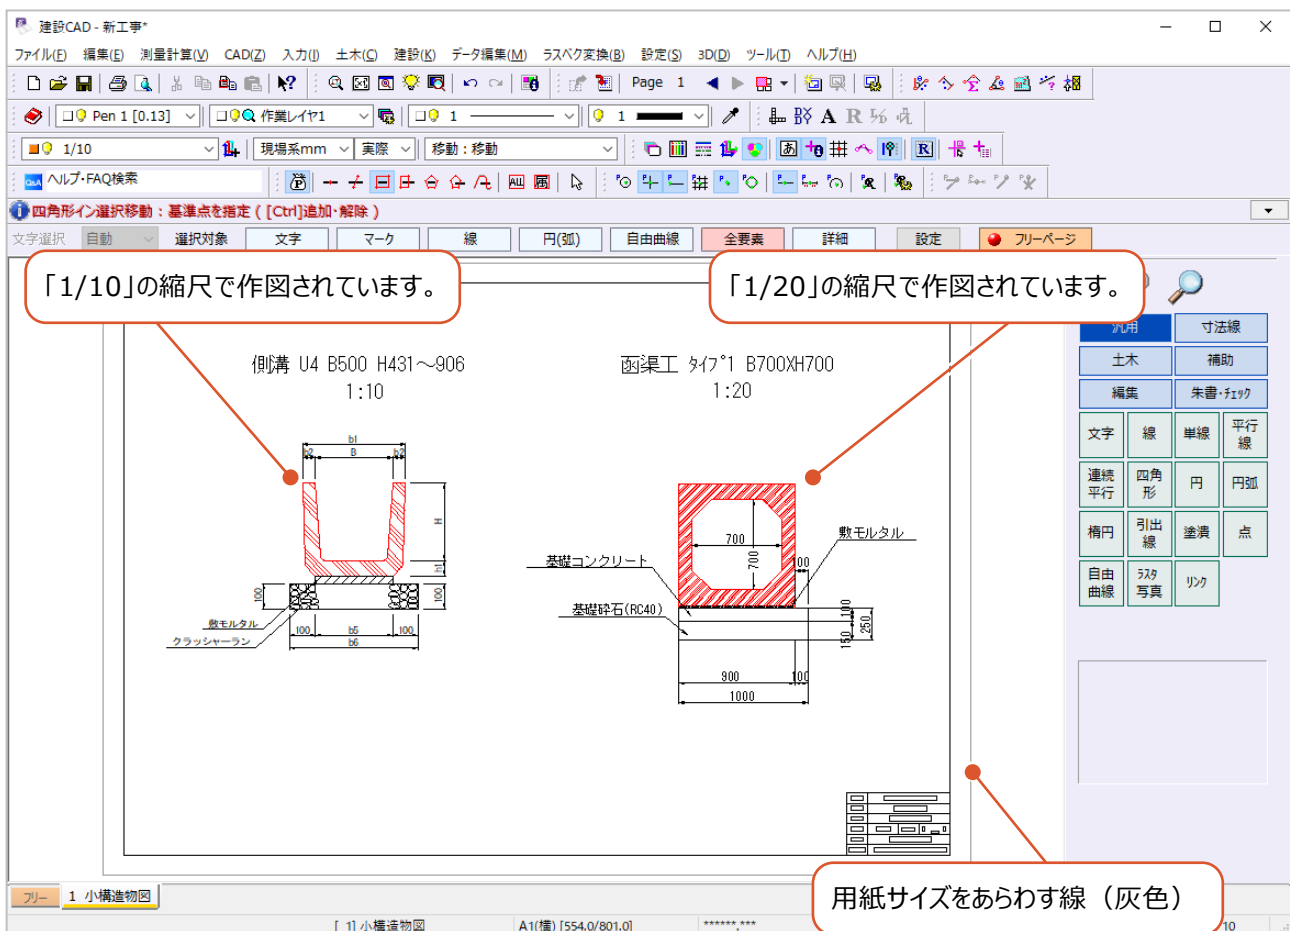 建設CAD - 新工事*
ファイル(F) 編集(E) 測量計算(V) CAD(Z) 入力(I) 土木(C) 建設(K) データ編集(M) ラスベク変換(B) 設定(S) 3D(D) ツール(T) ヘルプ(H)
Page 1
Pen 1 [0.13] 作業レイヤ1 1 1
1/10 現場系mm 実際 移動：移動
ヘルプ・FAQ検索
四角形イン選択移動：基準点を指定 ( [Ctrl]追加・解除 )
文字選択 自動 選択対象 文字 マーク 線 円(弧) 自由曲線 全要素 詳細 設定 フリーページ
「1/10」の縮尺で作図されています。
「1/20」の縮尺で作図されています。
汎用 寸法線
土木 補助
編集 朱書・ﾁｪｯｸ
文字 線 単線 平行線
連続平行 四角形 円 円弧
楕円 引出線 塗潰 点
自由曲線 ﾗｽﾀ写真 ﾘﾝｸ
側溝 U4 B500 H431～906
1:10
函渠工 ﾀｲﾌﾟ1 B700XH700
1:20
b1
b2 B b2
H
h1
100
100
敷モルタル
クラッシャーラン
100 b5 100
b6
700
700
敷モルタル
基礎コンクリート
100
基礎砕石(RC40)
100
150
250
900 100
1000
用紙サイズをあらわす線（灰色）
フリー 1 小構造物図
[ 1] 小構造物図 A1(横) [554.0/801.0] ******,*** 10